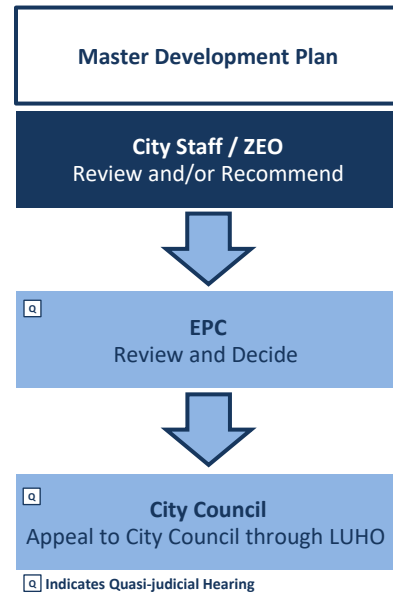 Master Development Plan
City Staff / ZEO
Review and/or Recommend
Q
EPC
Review and Decide
Q
City Council
Appeal to City Council through LUHO
Q Indicates Quasi-judicial Hearing